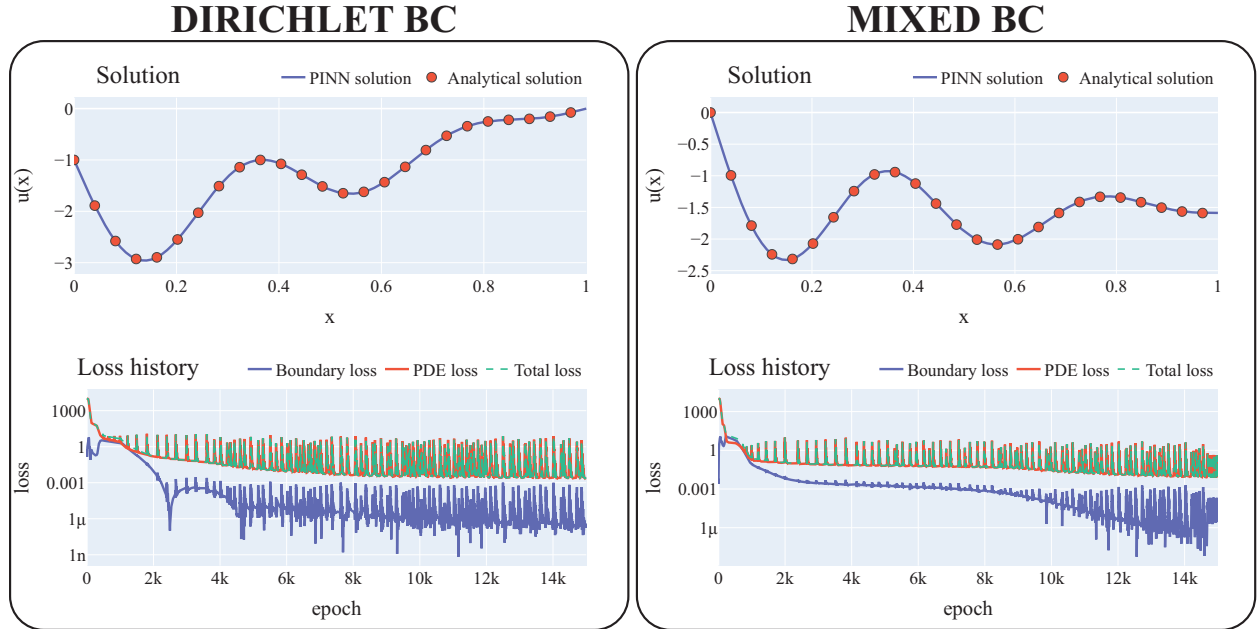 DIRICHLET BC
Solution
PINN solution
Analytical solution
0
−1
−2
−3
u(x)
0
0.2
0.4
0.6
0.8
1
x
Loss history
Boundary loss
PDE loss
Total loss
1000
1
0.001
1μ
1n
loss
0
2k
4k
6k
8k
10k
12k
14k
epoch
MIXED BC
Solution
PINN solution
Analytical solution
0
−0.5
−1
−1.5
−2
−2.5
u(x)
0
0.2
0.4
0.6
0.8
1
x
Loss history
Boundary loss
PDE loss
Total loss
1000
1
0.001
1μ
loss
0
2k
4k
6k
8k
10k
12k
14k
epoch